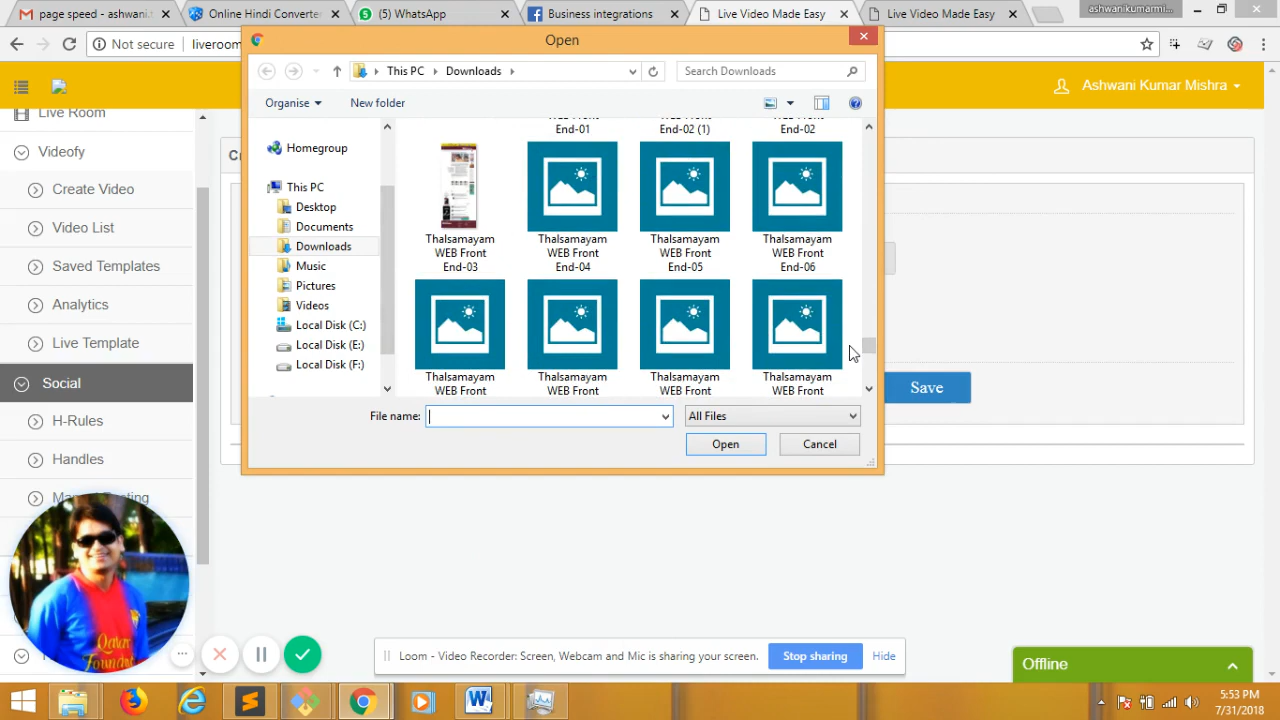 page speed - ashwani.t
Online Hindi Converte
(5) WhatsApp
Business integrations
Live Video Made Easy
Live Video Made Easy
ashwanikumarmi...
Not secure
liveroom
Open
This PC
Downloads
Search Downloads
Organise
New folder
Homegroup
This PC
Desktop
Documents
Downloads
Music
Pictures
Videos
Local Disk (C:)
Local Disk (E:)
Local Disk (F:)
End-01
End-02 (1)
End-02
Thalsamayam
WEB Front
End-03
Thalsamayam
WEB Front
End-04
Thalsamayam
WEB Front
End-05
Thalsamayam
WEB Front
End-06
Thalsamayam
WEB Front
Thalsamayam
WEB Front
Thalsamayam
WEB Front
Thalsamayam
WEB Front
File name:
All Files
Open
Cancel
Ashwani Kumar Mishra
Live Room
Videofy
Create Video
Video List
Saved Templates
Analytics
Live Template
Social
H-Rules
Handles
Save
Qatar
Foundation
Loom - Video Recorder: Screen, Webcam and Mic is sharing your screen.
Stop sharing
Hide
Offline
5:53 PM
7/31/2018